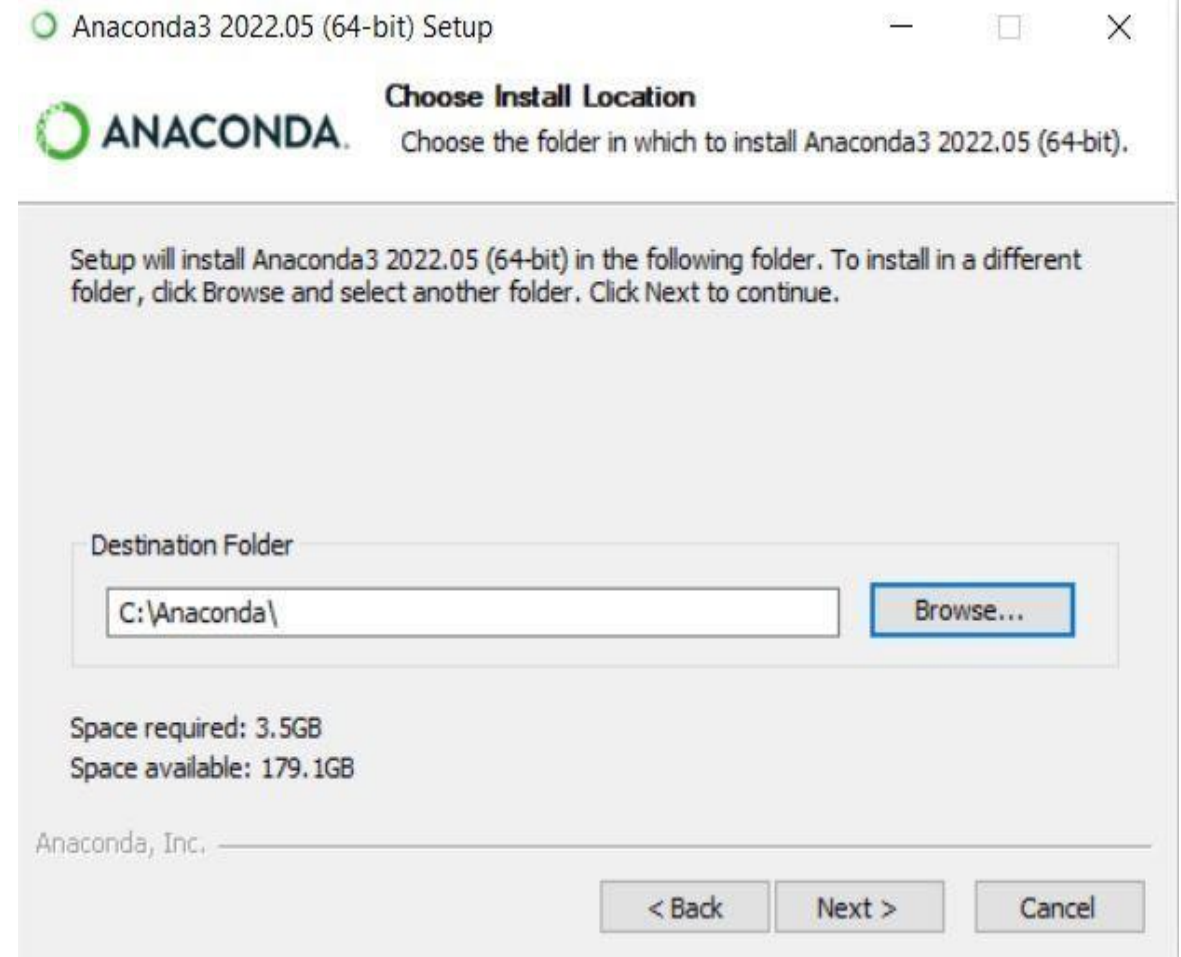 Anaconda3 2022.05 (64-bit) Setup
ANACONDA.
Choose Install Location
Choose the folder in which to install Anaconda3 2022.05 (64-bit).
Setup will install Anaconda3 2022.05 (64-bit) in the following folder. To install in a different
folder, click Browse and select another folder. Click Next to continue.
Destination Folder
C:\Anaconda\
Browse...
Space required: 3.5GB
Space available: 179.1GB
Anaconda, Inc.
< Back
Next >
Cancel